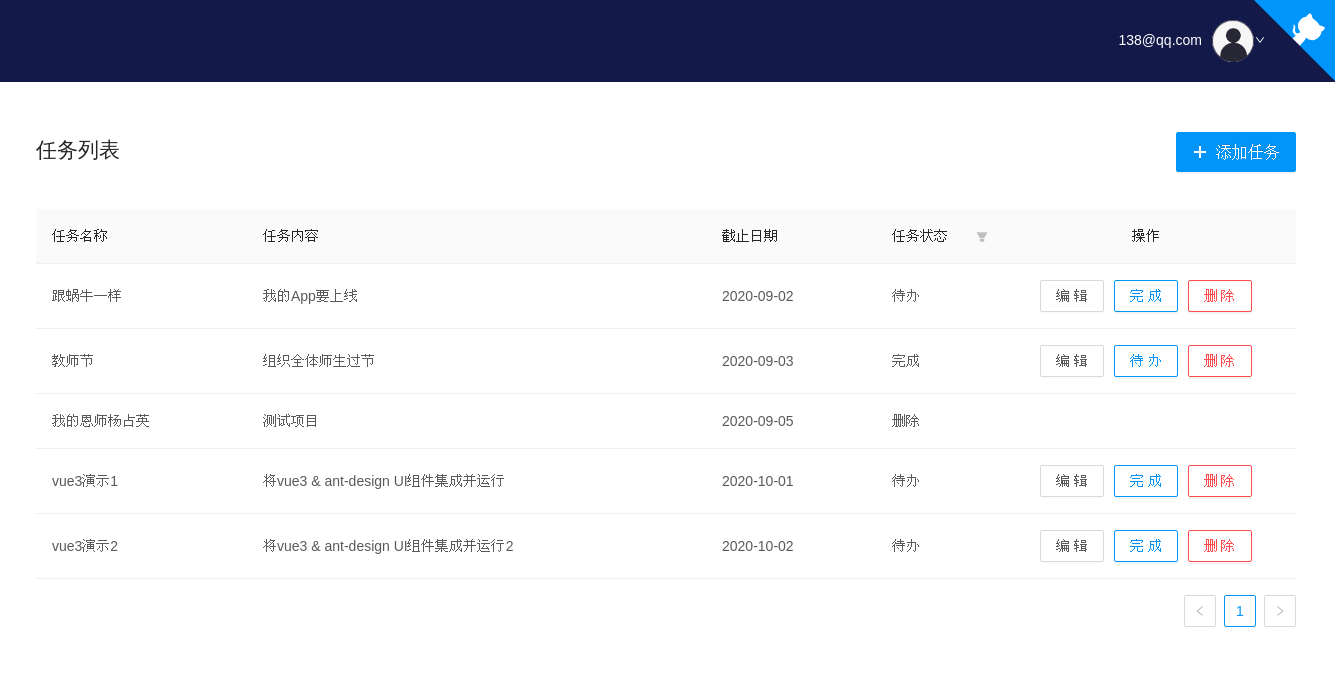 138@qq.com
任务列表
添加任务
任务名称 任务内容 截止日期 任务状态 操作
跟蜗牛一样 我的App要上线 2020-09-02 待办 编 辑 完 成 删 除
教师节 组织全体师生过节 2020-09-03 完成 编 辑 待 办 删 除
我的恩师杨占英 测试项目 2020-09-05 删除
vue3演示1 将vue3 & ant-design UI组件集成并运行 2020-10-01 待办 编 辑 完 成 删 除
vue3演示2 将vue3 & ant-design UI组件集成并运行2 2020-10-02 待办 编 辑 完 成 删 除
1